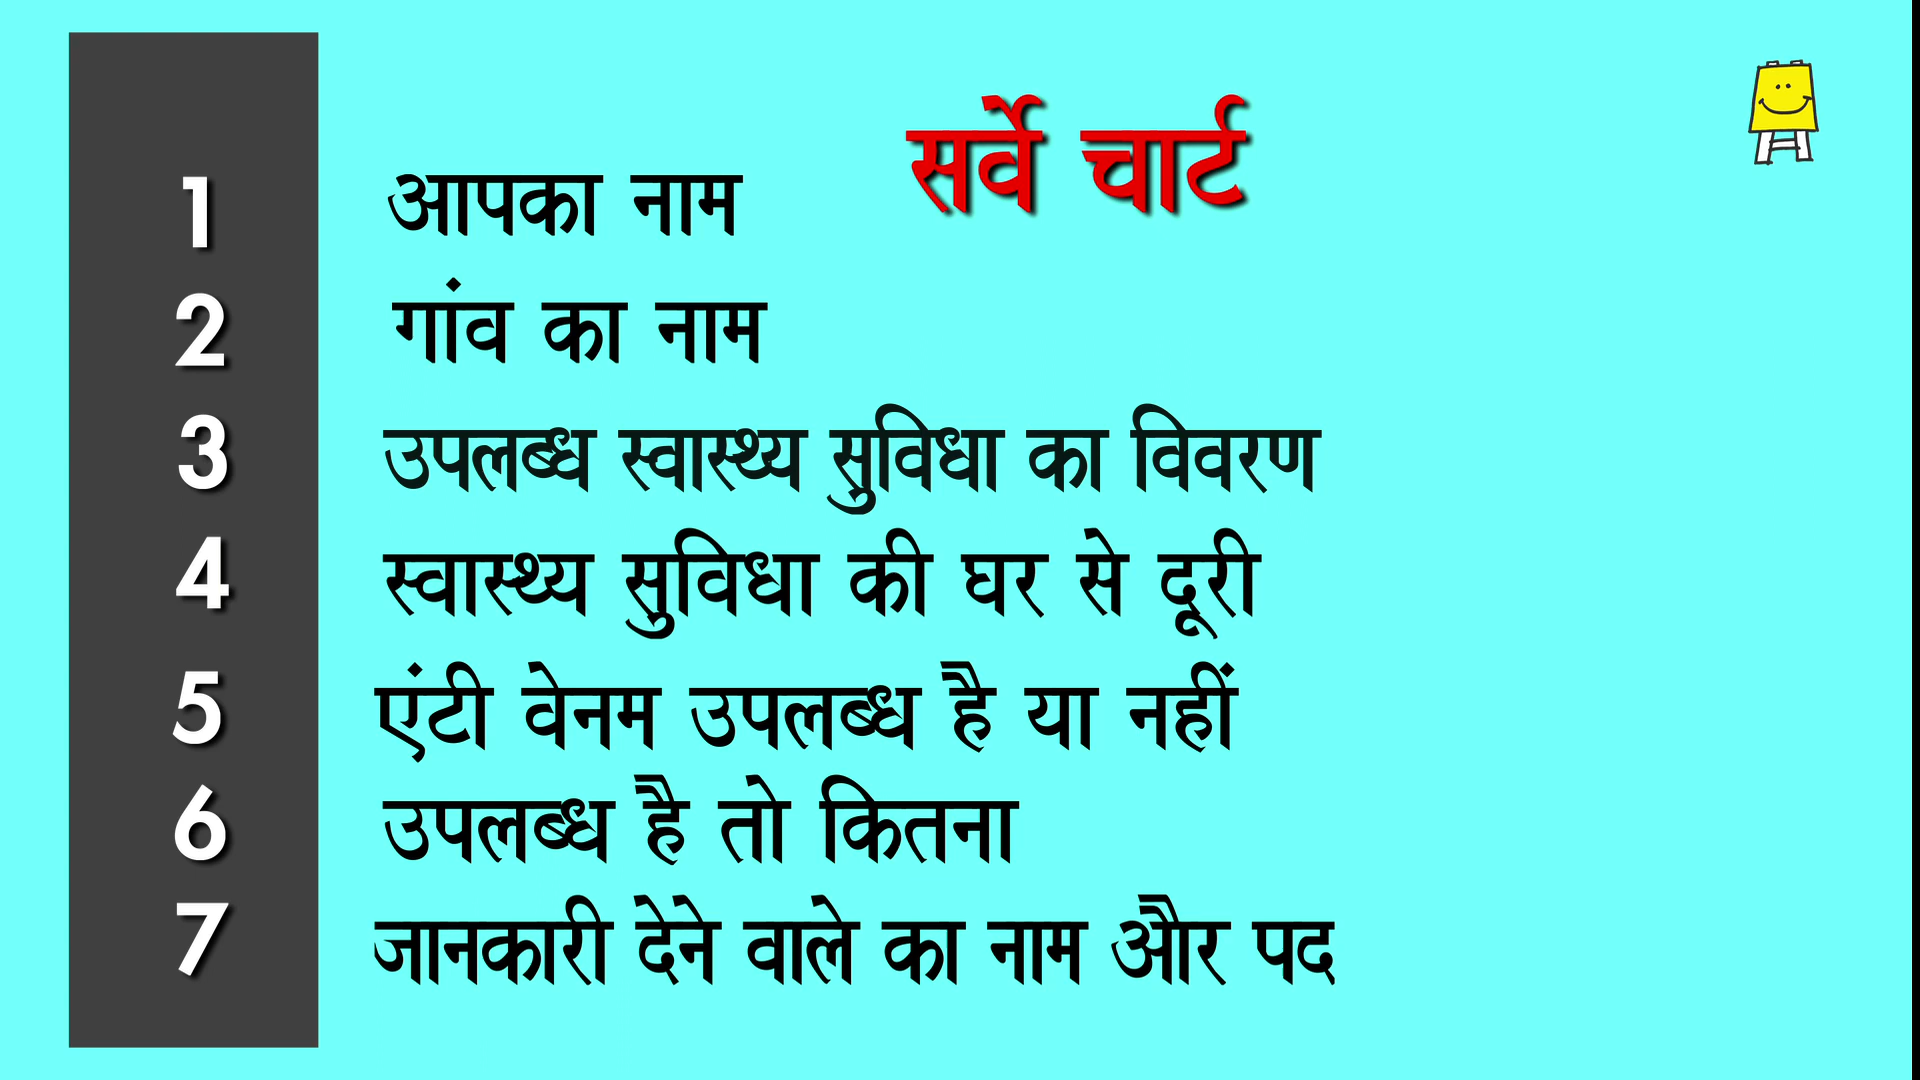 सर्वे चार्ट
1 आपका नाम
2 गांव का नाम
3 उपलब्ध स्वास्थ्य सुविधा का विवरण
4 स्वास्थ्य सुविधा की घर से दूरी
5 एंटी वेनम उपलब्ध है या नहीं
6 उपलब्ध है तो कितना
7 जानकारी देने वाले का नाम और पद